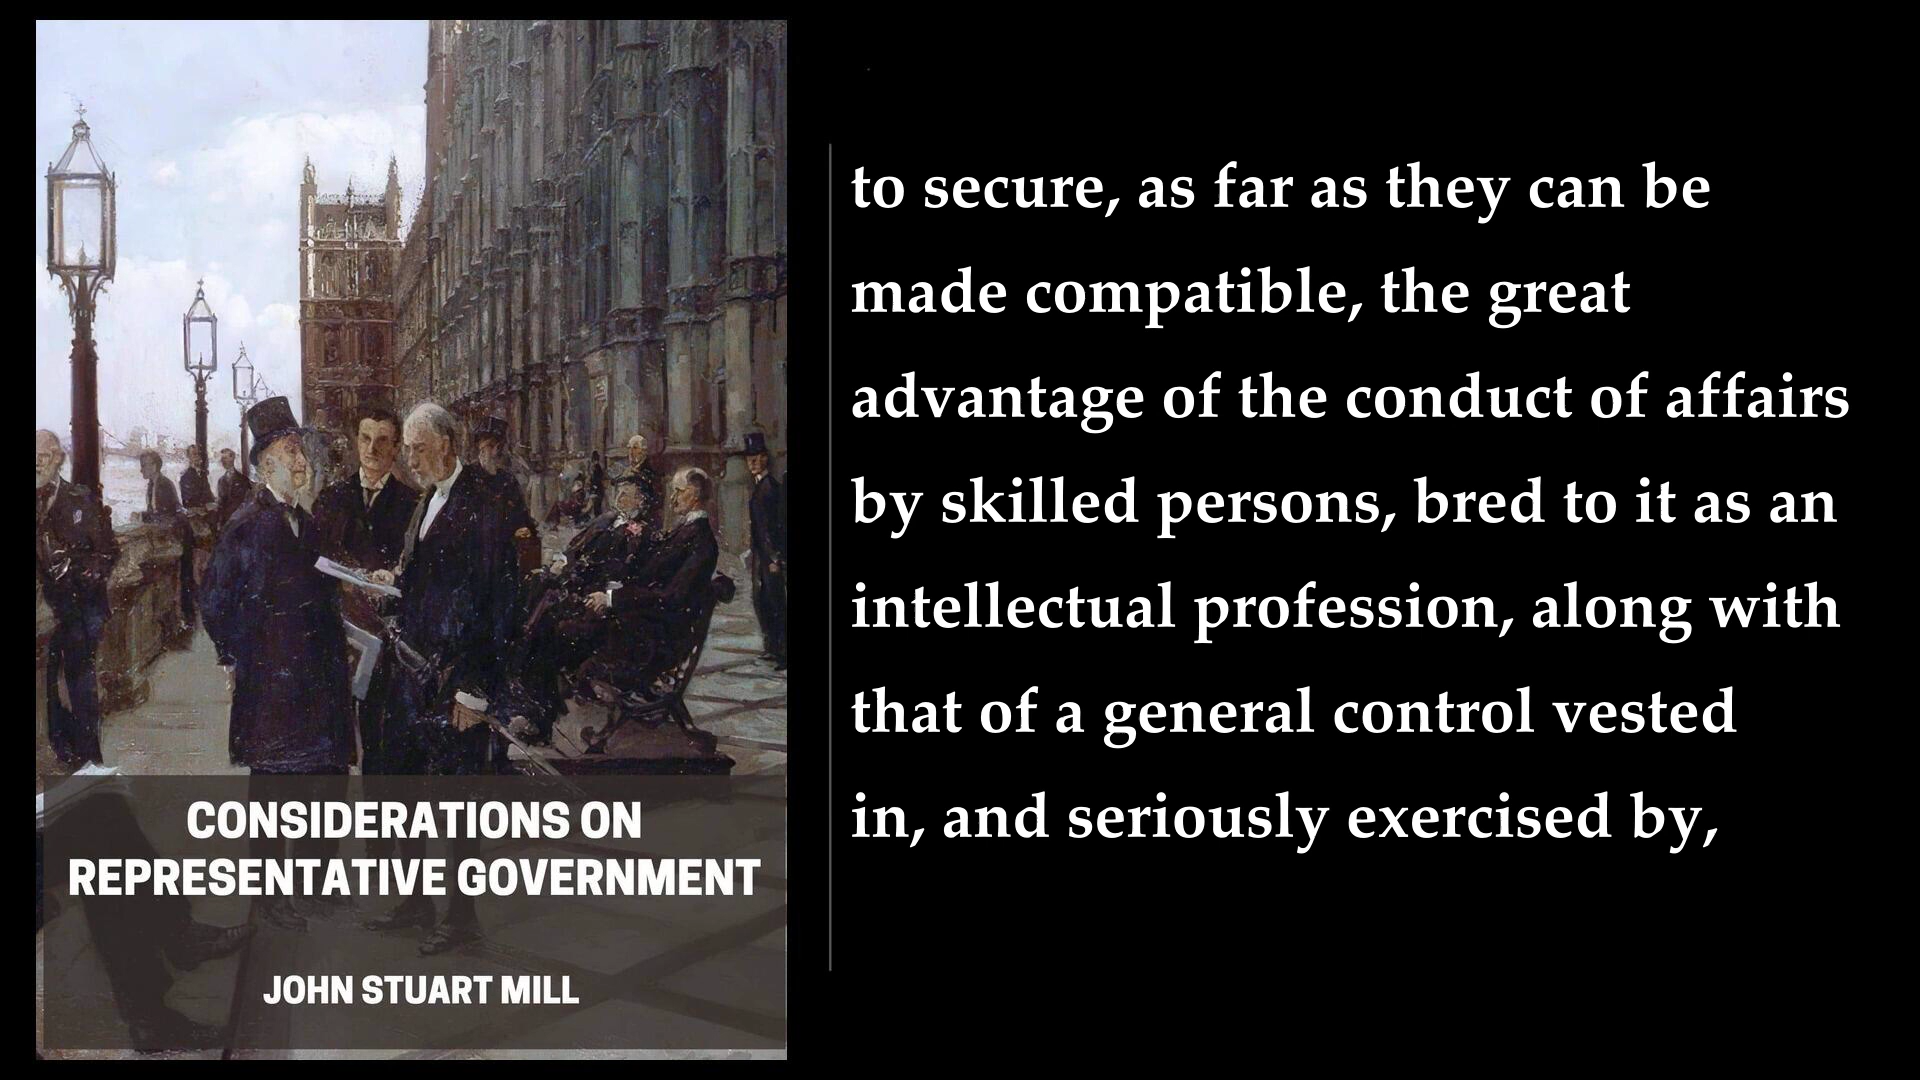 CONSIDERATIONS ON
REPRESENTATIVE GOVERNMENT
JOHN STUART MILL
to secure, as far as they can be
made compatible, the great
advantage of the conduct of affairs
by skilled persons, bred to it as an
intellectual profession, along with
that of a general control vested
in, and seriously exercised by,